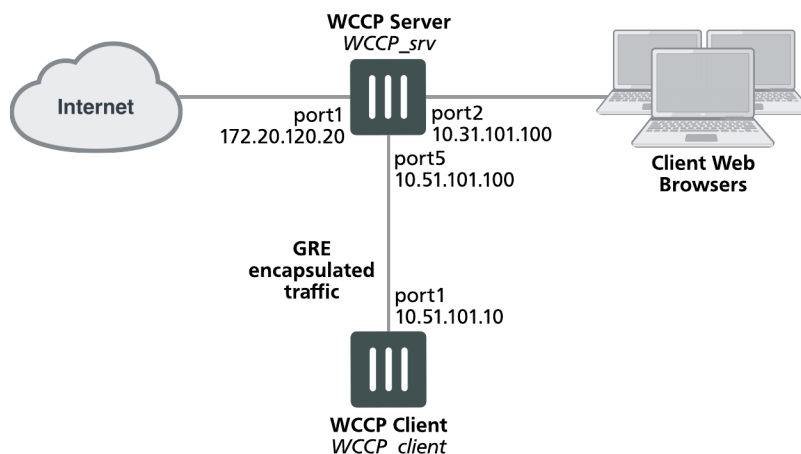 WCCP Server
WCCP_srv
Internet
port1
172.20.120.20
port2
10.31.101.100
port5
10.51.101.100
Client Web
Browsers
GRE
encapsulated
traffic
port1
10.51.101.10
WCCP Client
WCCP_client